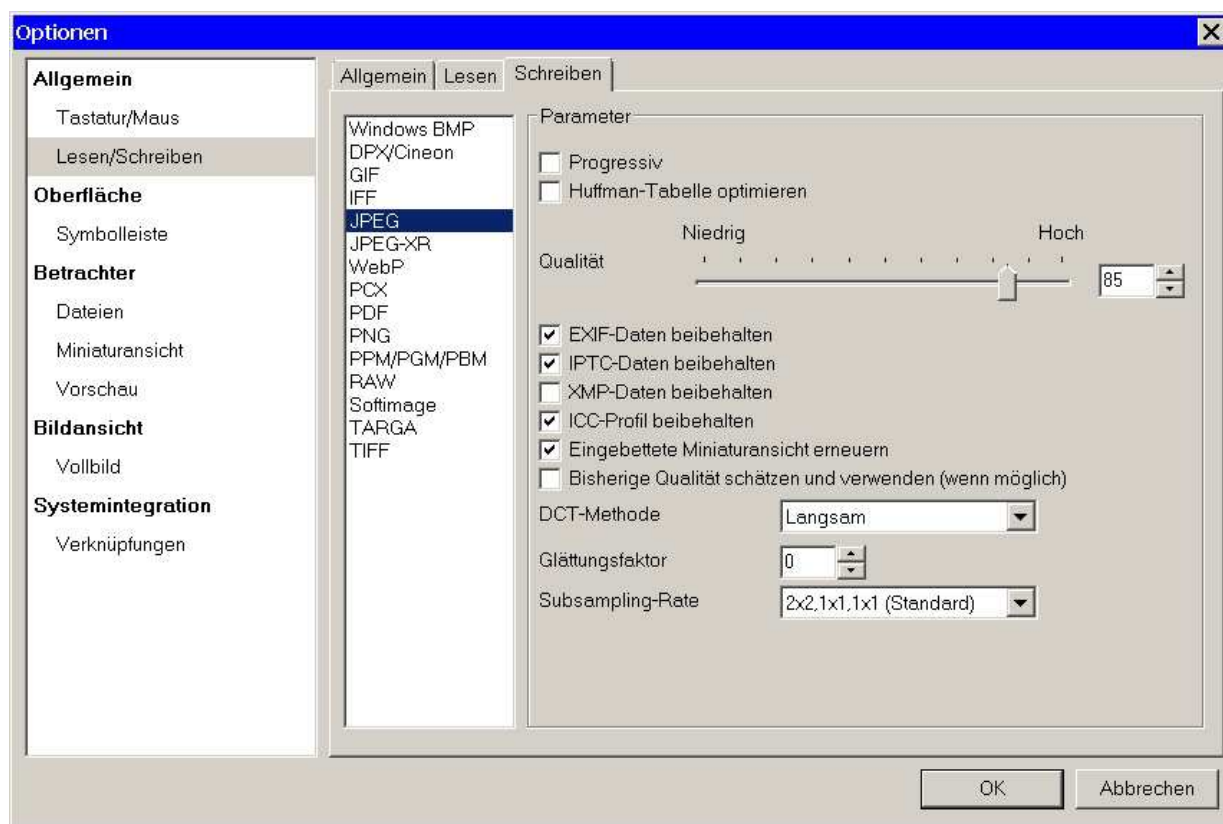 Optionen
Allgemein
Tastatur/Maus
Lesen/Schreiben
Oberfläche
Symbolleiste
Betrachter
Dateien
Miniaturansicht
Vorschau
Bildansicht
Vollbild
Systemintegration
Verknüpfungen
Allgemein Lesen Schreiben
Windows BMP
DPX/Cineon
GIF
IFF
JPEG
JPEG-XR
WebP
PCX
PDF
PNG
PPM/PGM/PBM
RAW
Softimage
TARGA
TIFF
Parameter
Progressiv
Huffman-Tabelle optimieren
Niedrig Hoch
Qualität 85
EXIF-Daten beibehalten
IPTC-Daten beibehalten
XMP-Daten beibehalten
ICC-Profil beibehalten
Eingebettete Miniaturansicht erneuern
Bisherige Qualität schätzen und verwenden (wenn möglich)
DCT-Methode Langsam
Glättungsfaktor 0
Subsampling-Rate 2x2,1x1,1x1 (Standard)
OK Abbrechen